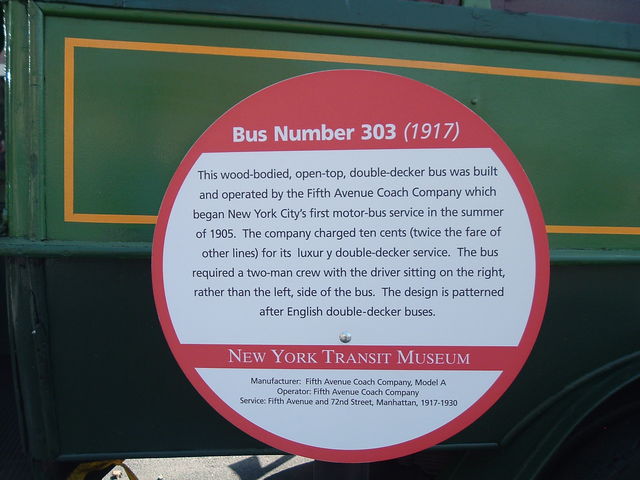 Bus Number 303 (1917)
This wood-bodied, open-top, double-decker bus was built
and operated by the Fifth Avenue Coach Company which
began New York City's first motor-bus service in the summer
of 1905. The company charged ten cents (twice the fare of
other lines) for its luxur y double-decker service. The bus
required a two-man crew with the driver sitting on the right,
rather than the left, side of the bus. The design is patterned
after English double-decker buses.
NEW YORK TRANSIT MUSEUM
Manufacturer: Fifth Avenue Coach Company, Model A
Operator: Fifth Avenue Coach Company
Service: Fifth Avenue and 72nd Street, Manhattan, 1917-1930